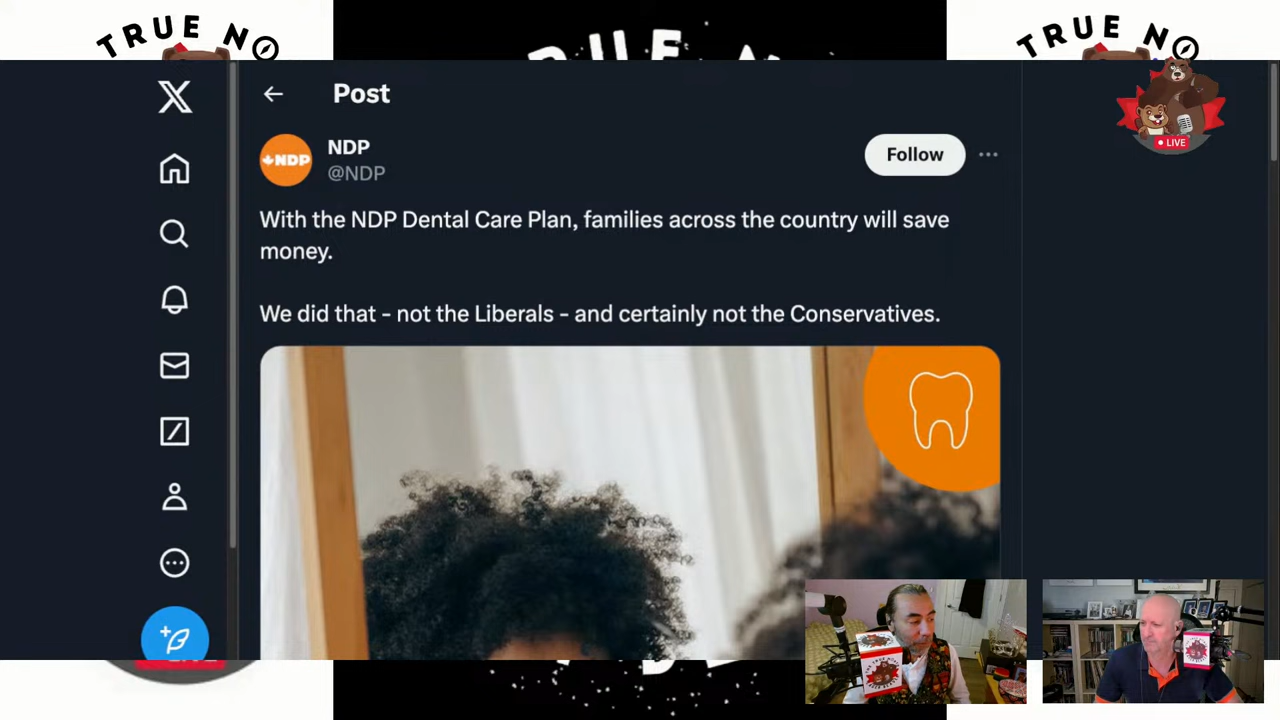 TRUE NO
TRUE NO
LIVE
Post
NDP
NDP
@NDP
Follow
With the NDP Dental Care Plan, families across the country will save
money.
We did that - not the Liberals - and certainly not the Conservatives.